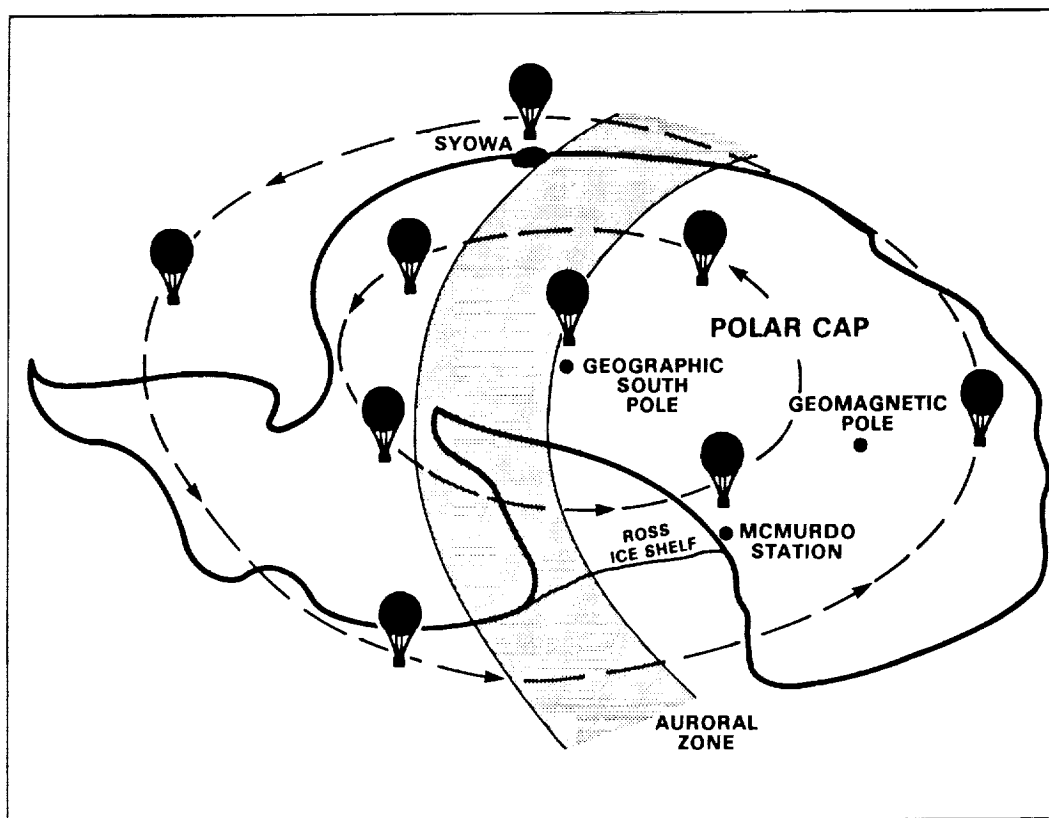 SYOWA
POLAR CAP
GEOGRAPHIC
SOUTH
POLE
GEOMAGNETIC
POLE
ROSS
ICE SHELF
MCMURDO
STATION
AURORAL
ZONE